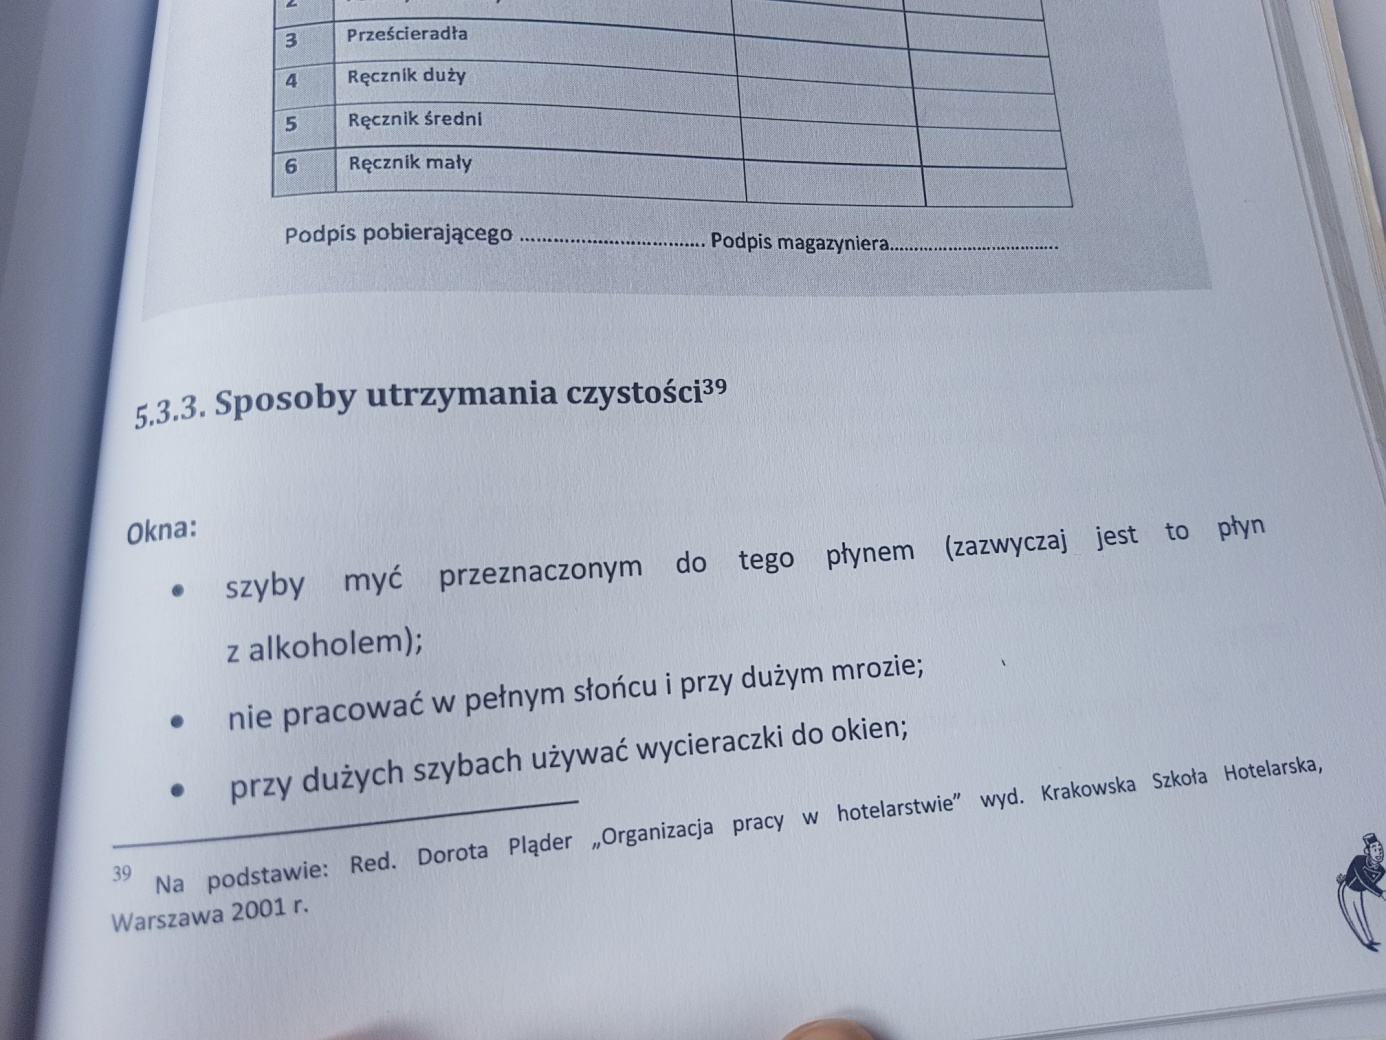 3 Prześcieradła
4 Ręcznik duży
5 Ręcznik średni
6 Ręcznik mały
Podpis pobierającego .................................. Podpis magazyniera..................................
5.3.3. Sposoby utrzymania czystości39
Okna:
• szyby myć przeznaczonym do tego płynem (zazwyczaj jest to płyn
z alkoholem);
• nie pracować w pełnym słońcu i przy dużym mrozie;
• przy dużych szybach używać wycieraczki do okien;
39 Na podstawie: Red. Dorota Pląder „Organizacja pracy w hotelarstwie” wyd. Krakowska Szkoła Hotelarska,
Warszawa 2001 r.